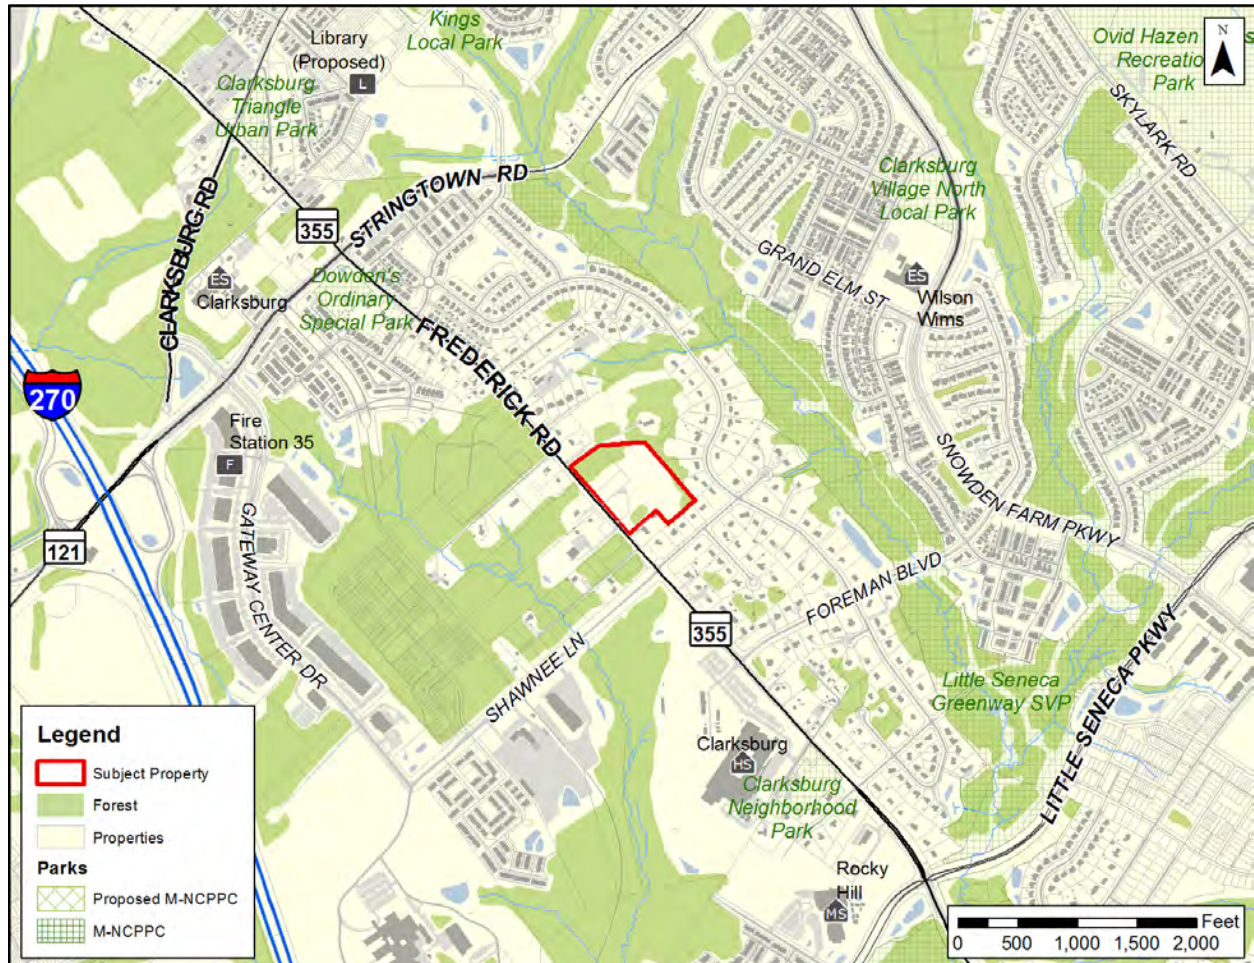 Kings
Local Park
Library
(Proposed)
L
Clarksburg
Triangle
Urban Park
N
Ovid Hazen
Recreatio
Park
SKYLARK RD
STRINGTOWN RD
CLARKSBURG RD
355
Clarksburg
Village North
Local Park
ES
Clarksburg
Dowden's
Ordinary
Special Park
GRAND ELM ST
ES
Wilson
Wims
FREDERICK RD
270
Fire
Station 35
F
121
GATEWAY CENTER DR
SNOWDEN FARM PKWY
FOREMAN BLVD
355
SHAWNEE LN
Little Seneca
Greenway SVP
LITTLE SENECA PKWY
Clarksburg
HS
Clarksburg
Neighborhood
Park
Rocky
Hill
MS
Legend
Subject Property
Forest
Properties
Parks
Proposed M-NCPPC
M-NCPPC
Feet
0 500 1,000 1,500 2,000